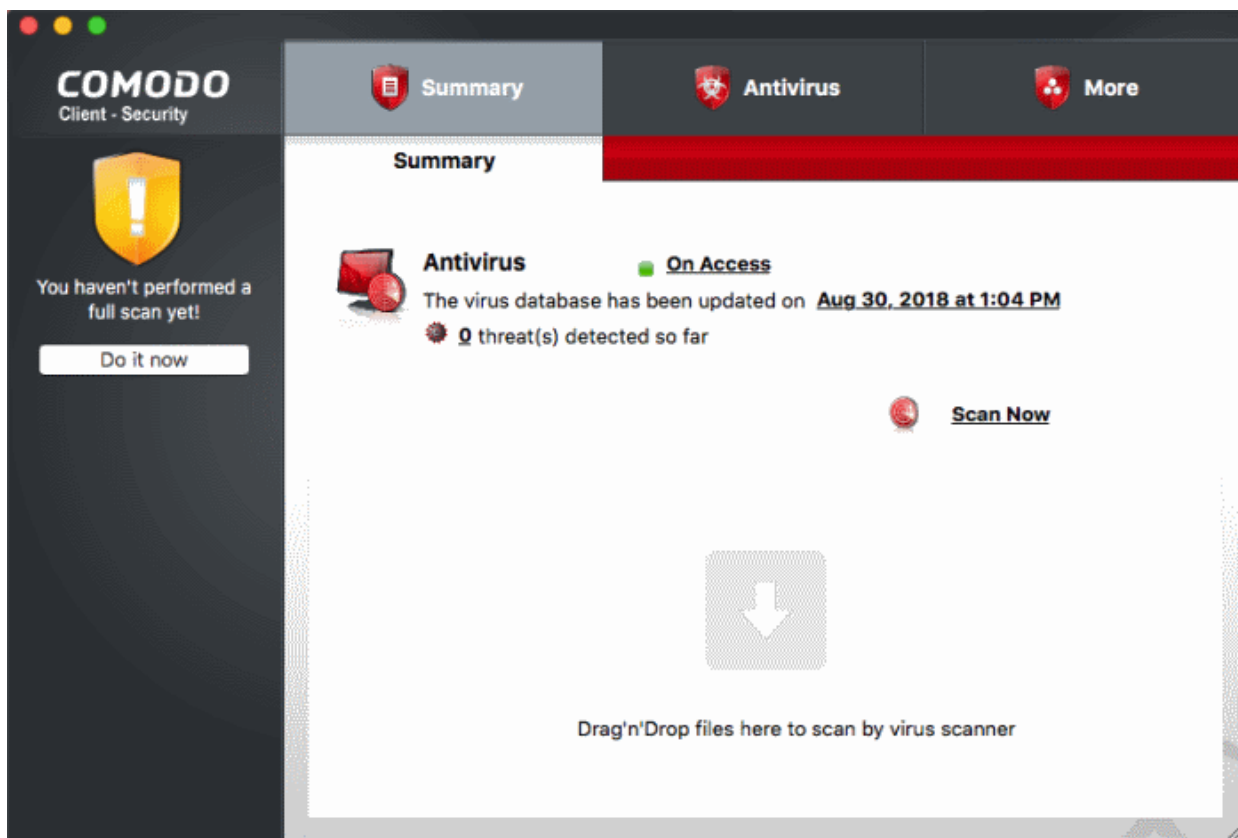 COMODO
Client - Security
Summary
Antivirus
More
Summary
You haven't performed a
full scan yet!
Do it now
Antivirus
On Access
The virus database has been updated on Aug 30, 2018 at 1:04 PM
0 threat(s) detected so far
Scan Now
Drag'n'Drop files here to scan by virus scanner